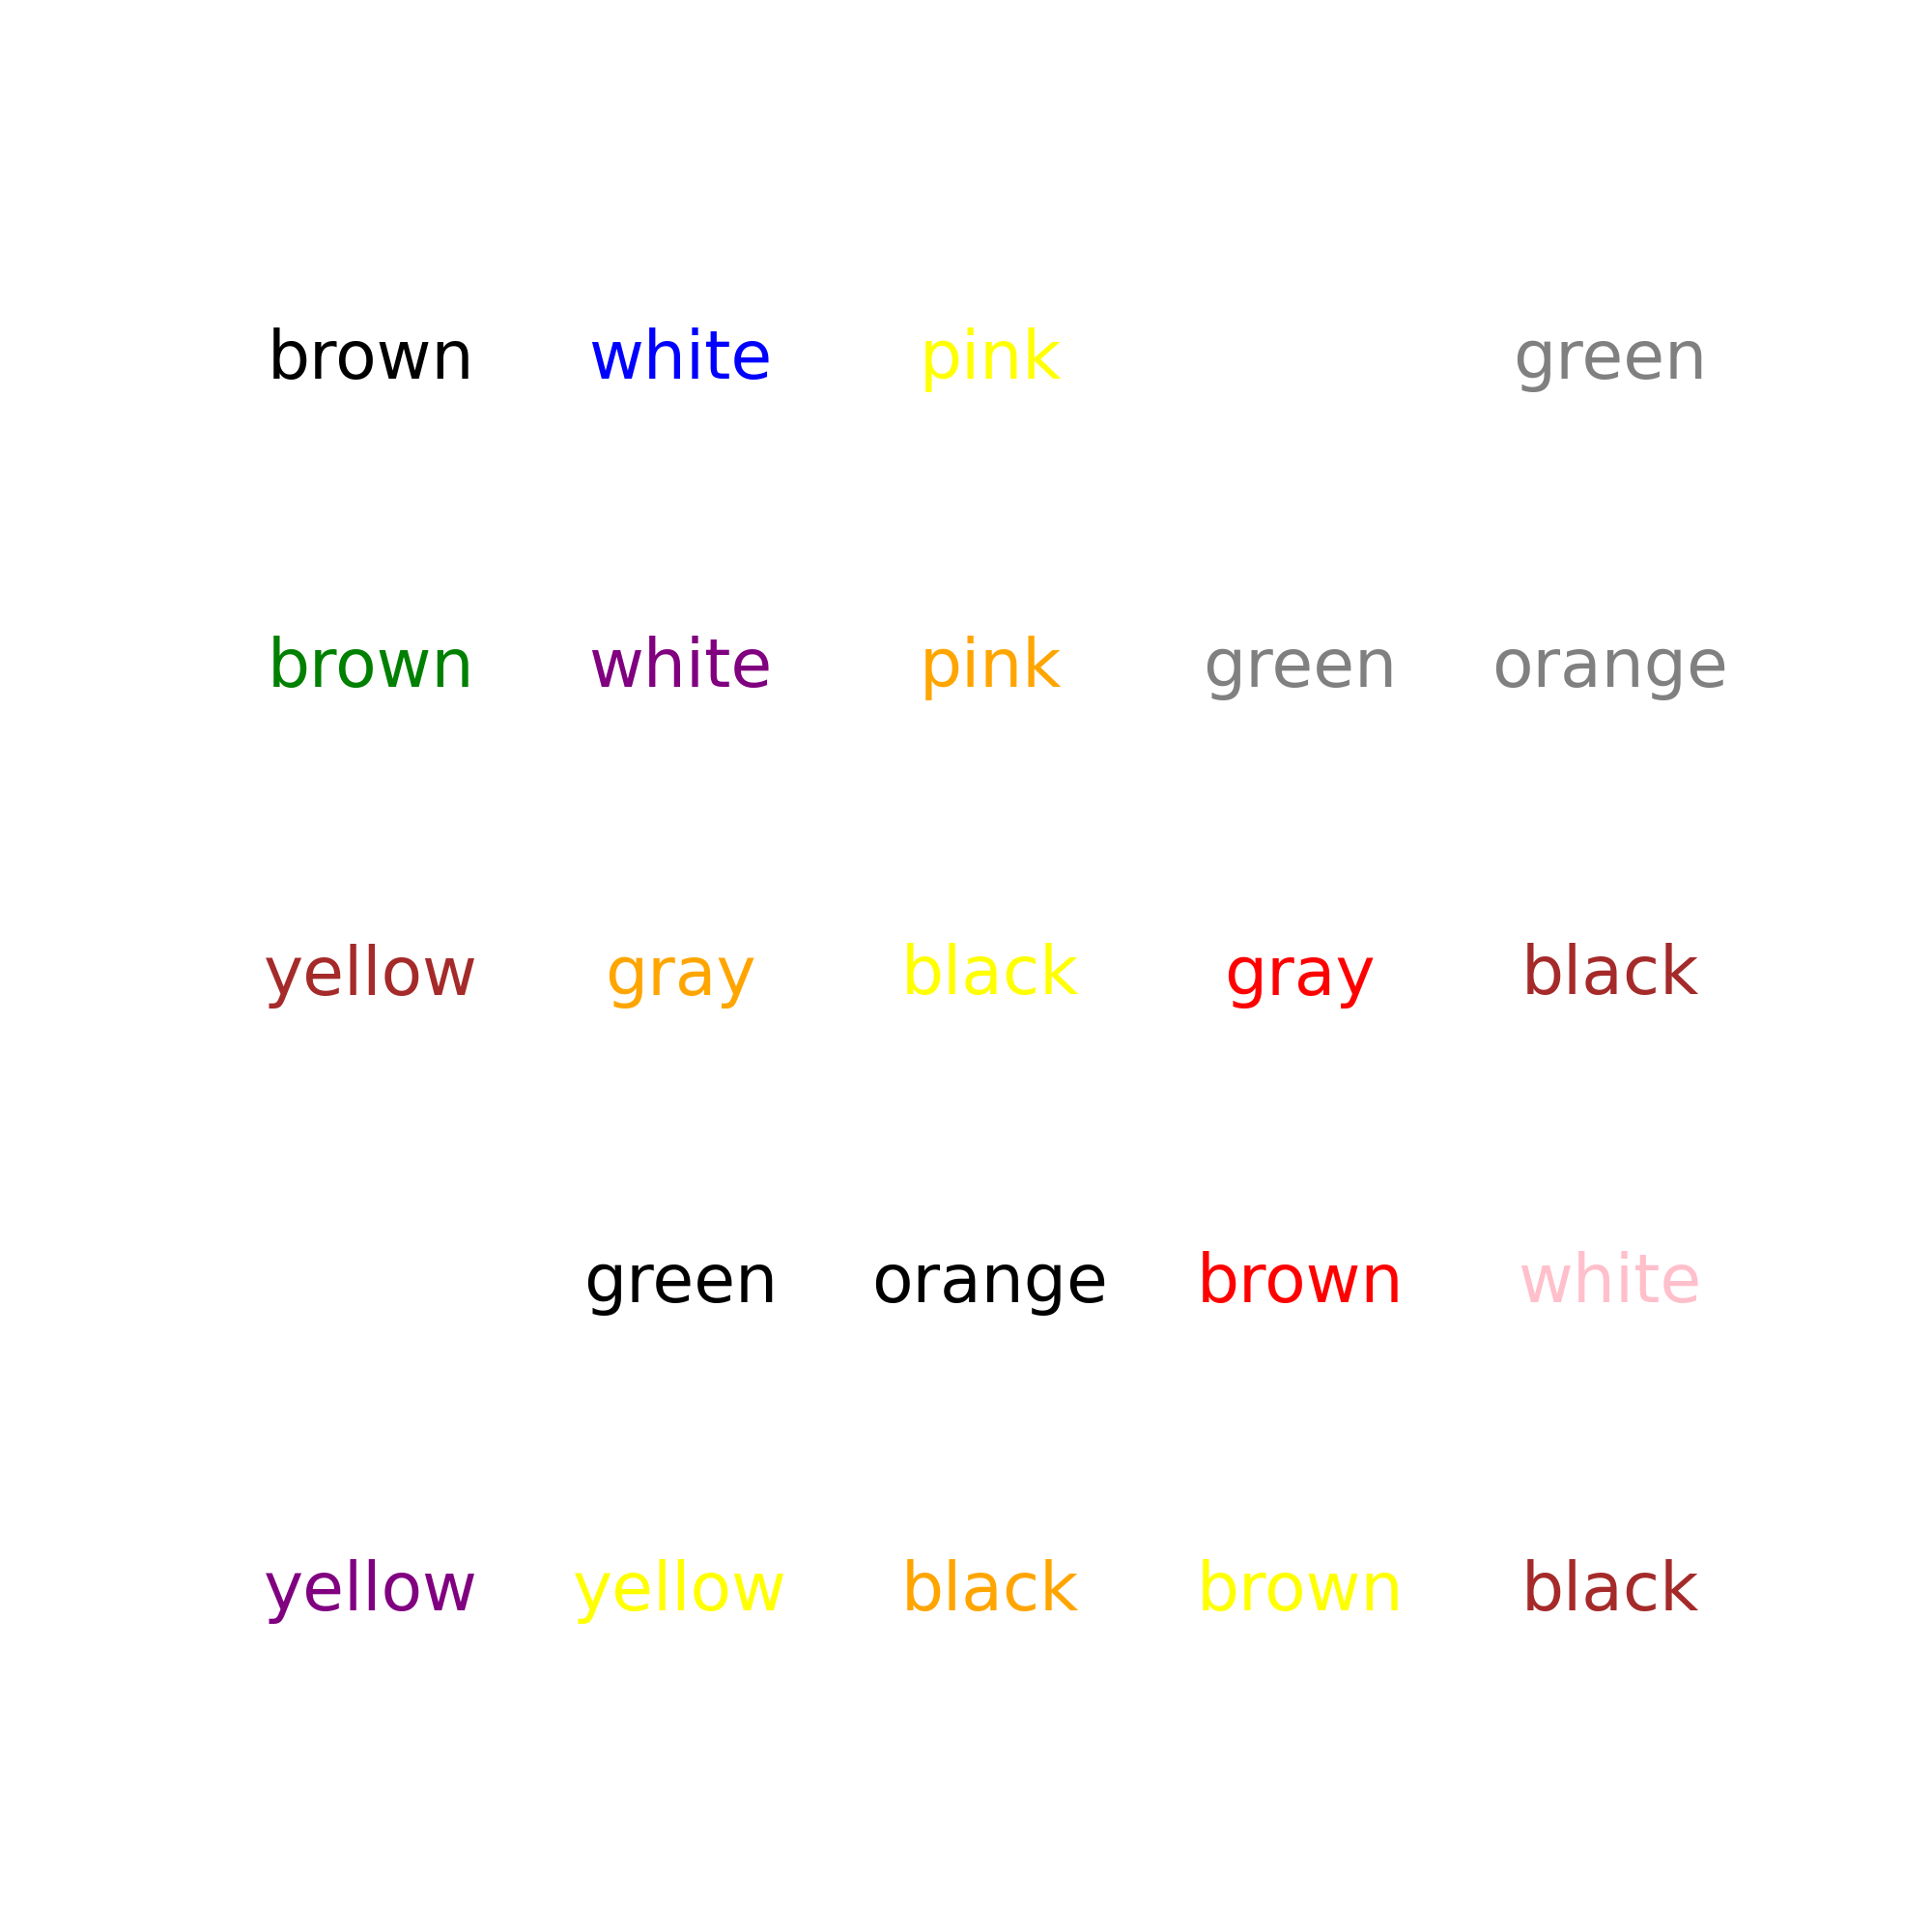 brown white pink green
brown white pink green orange
yellow gray black gray black
green orange brown white
yellow yellow black brown black